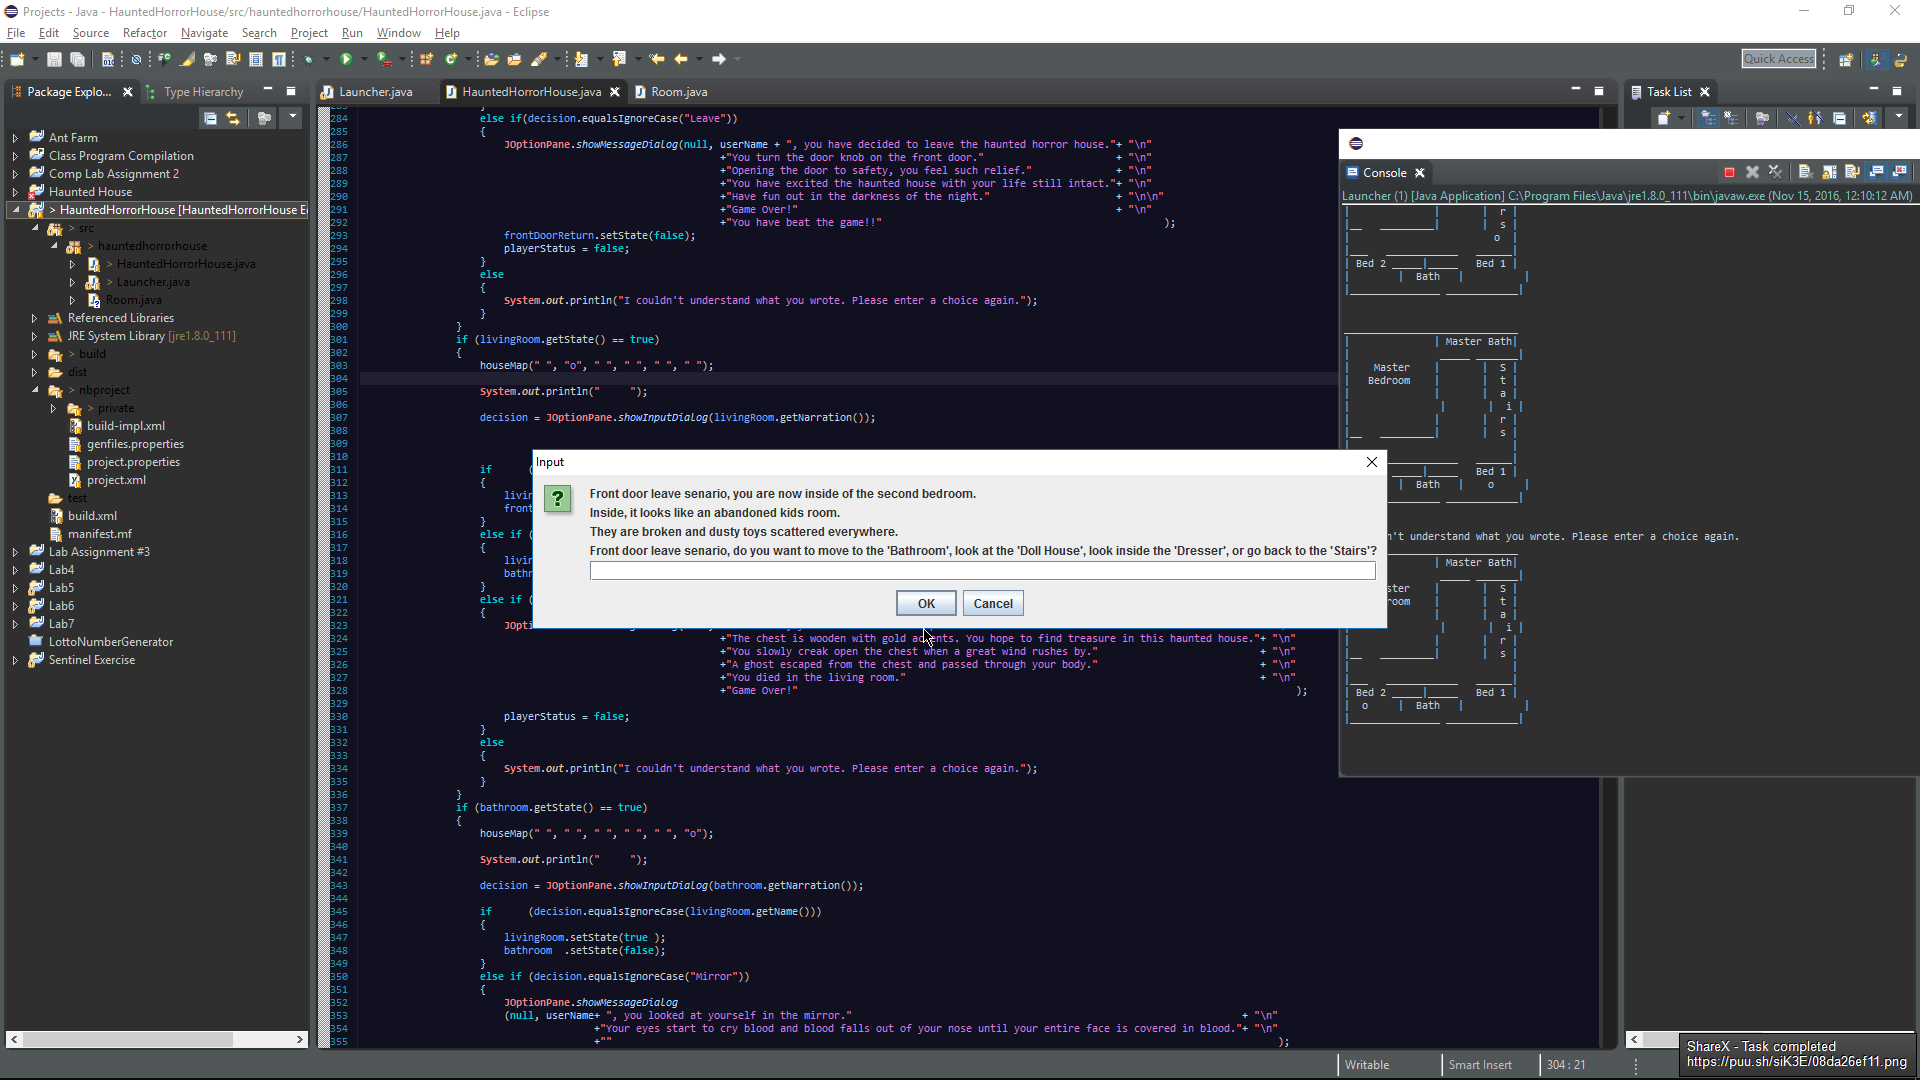 Projects - Java - HauntedHorrorHouse/src/hauntedhorrorhouse/HauntedHorrorHouse.java - Eclipse
File Edit Source Refactor Navigate Search Project Run Window Help
Quick Access
Package Explo...
Type Hierarchy
Launcher.java
HauntedHorrorHouse.java
Room.java
Task List
Ant Farm
Class Program Compilation
Comp Lab Assignment 2
Haunted House
> HauntedHorrorHouse [HauntedHorrorHouse E
> src
> hauntedhorrorhouse
> HauntedHorrorHouse.java
> Launcher.java
Room.java
Referenced Libraries
JRE System Library [jre1.8.0_111]
> build
dist
> nbproject
> private
build-impl.xml
genfiles.properties
project.properties
project.xml
test
build.xml
manifest.mf
Lab Assignment #3
Lab4
Lab5
Lab6
Lab7
LottoNumberGenerator
Sentinel Exercise
284 else if(decision.equalsIgnoreCase("Leave"))
285 {
286 JOptionPane.showMessageDialog(null, userName + ", you have decided to leave the haunted horror house."+ "\n"
287 +"You turn the door knob on the front door." + "\n"
288 +"Opening the door to safety, you feel such relief." + "\n"
289 +"You have excited the haunted house with your life still intact."+ "\n"
290 +"Have fun out in the darkness of the night." + "\n\n"
291 +"Game Over!" + "\n"
292 +"You have beat the game!!" );
293 frontDoorReturn.setState(false);
294 playerStatus = false;
295 }
296 else
297 {
298 System.out.println("I couldn't understand what you wrote. Please enter a choice again.");
299 }
300 }
301 if (livingRoom.getState() == true)
302 {
303 houseMap(" ", "o", " ", " ", " ", " ");
304
305 System.out.println("     ");
306
307 decision = JOptionPane.showInputDialog(livingRoom.getNarration());
308
309
310
311 if (
312 {
313 livin
314 front
315 }
316 else if (
317 {
318 livin
319 bathr
320 }
321 else if (
322 {
323 JOpti
324 +"The chest is wooden with gold accents. You hope to find treasure in this haunted house."+ "\n"
325 +"You slowly creak open the chest when a great wind rushes by." + "\n"
326 +"A ghost escaped from the chest and passed through your body." + "\n"
327 +"You died in the living room." + "\n"
328 +"Game Over!" );
329
330 playerStatus = false;
331 }
332 else
333 {
334 System.out.println("I couldn't understand what you wrote. Please enter a choice again.");
335 }
336 }
337 if (bathroom.getState() == true)
338 {
339 houseMap(" ", " ", " ", " ", " ", "o");
340
341 System.out.println("     ");
342
343 decision = JOptionPane.showInputDialog(bathroom.getNarration());
344
345 if (decision.equalsIgnoreCase(livingRoom.getName()))
346 {
347 livingRoom.setState(true );
348 bathroom .setState(false);
349 }
350 else if (decision.equalsIgnoreCase("Mirror"))
351 {
352 JOptionPane.showMessageDialog
353 (null, userName+ ", you looked at yourself in the mirror." + "\n"
354 +"Your eyes start to cry blood and blood falls out of your nose until your entire face is covered in blood."+ "\n"
355 +"" );
Input
Front door leave senario, you are now inside of the second bedroom.
Inside, it looks like an abandoned kids room.
They are broken and dusty toys scattered everywhere.
Front door leave senario, do you want to move to the 'Bathroom', look at the 'Doll House', look inside the 'Dresser', or go back to the 'Stairs'?
OK Cancel
Console
Launcher (1) [Java Application] C:\Program Files\Java\jre1.8.0_111\bin\javaw.exe (Nov 15, 2016, 12:10:12 AM)
r
s
o
Bed 2 Bed 1
Bath
Master Bath
Master S
Bedroom t
a
i
r
s
Bed 1
Bath o
n't understand what you wrote. Please enter a choice again.
Master Bath
ster S
room t
a
i
r
s
Bed 2 Bed 1
o Bath
Writable Smart Insert 304 : 21
ShareX - Task completed
https://puu.sh/siK3E/08da26ef11.png